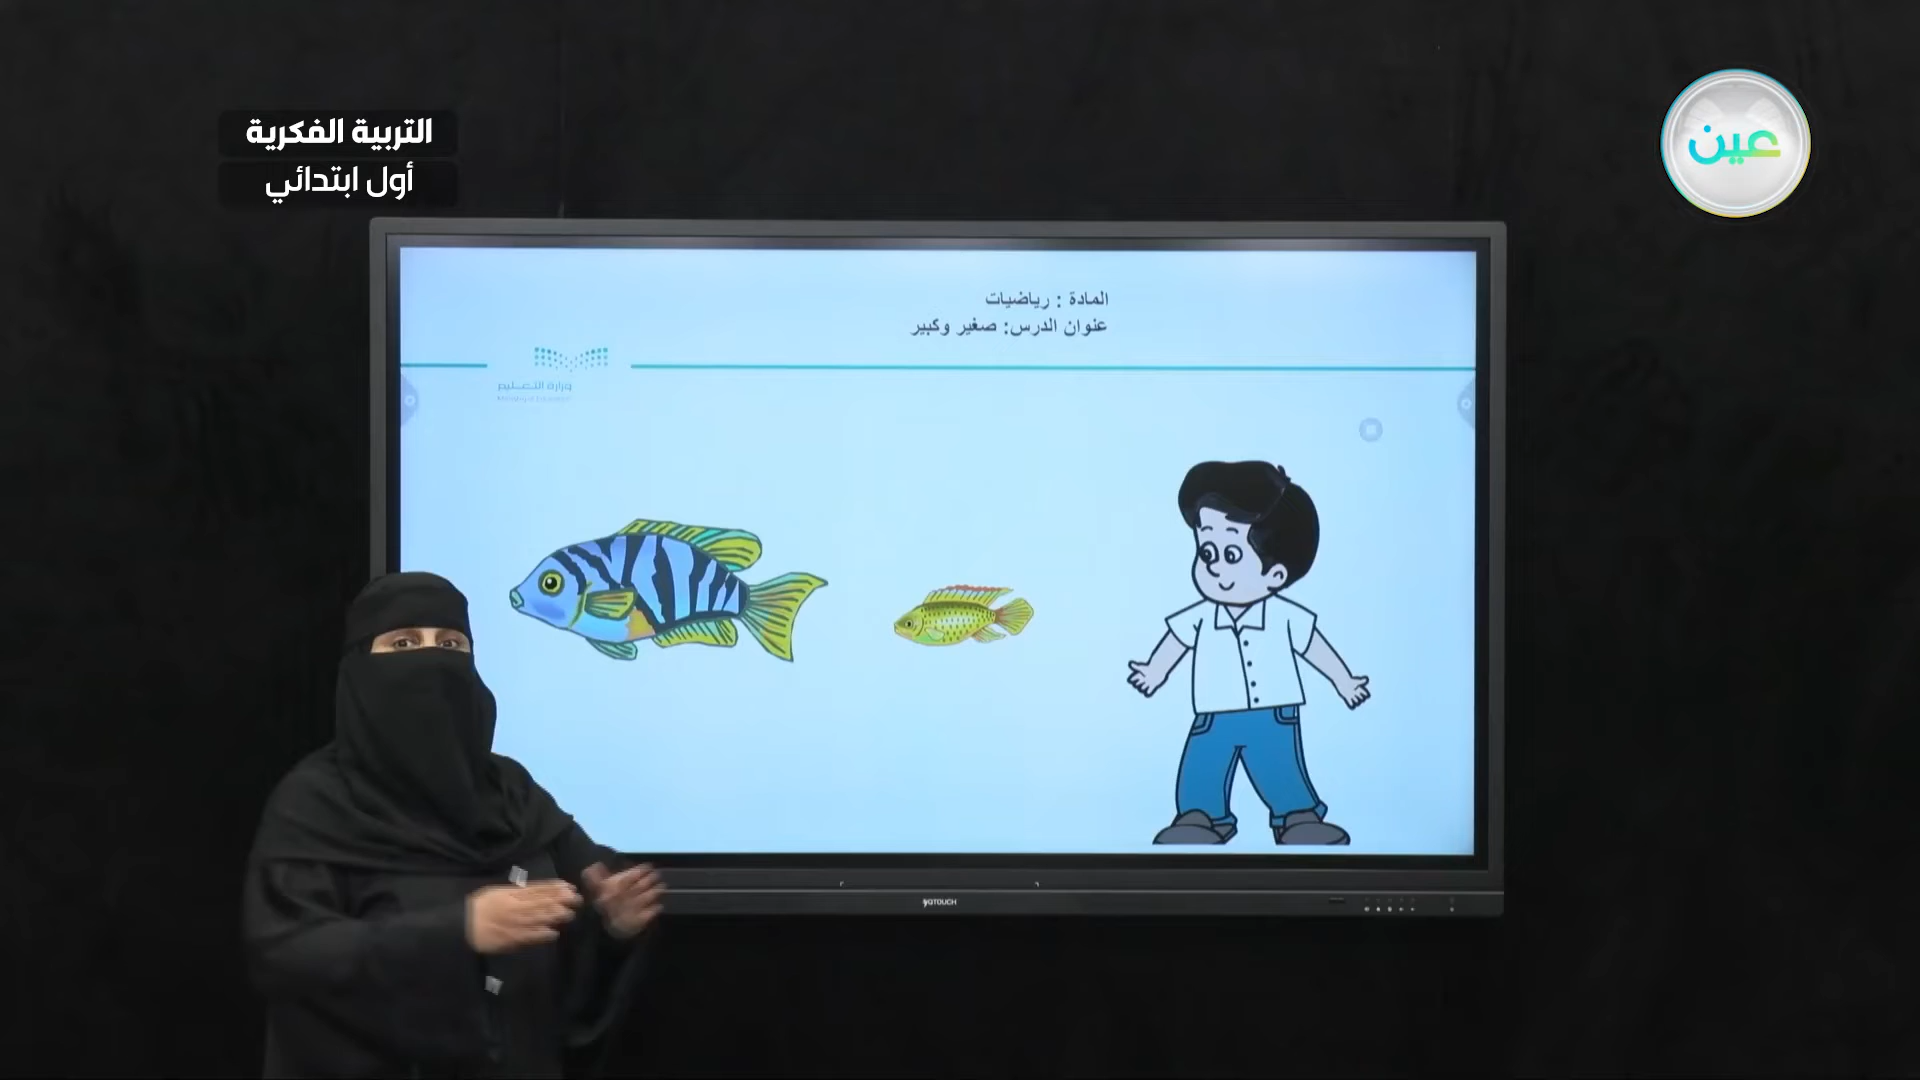 التربية الفكرية
أول ابتدائي
عين
المادة : رياضيات
عنوان الدرس: صغير وكبير
وزارة التعليم